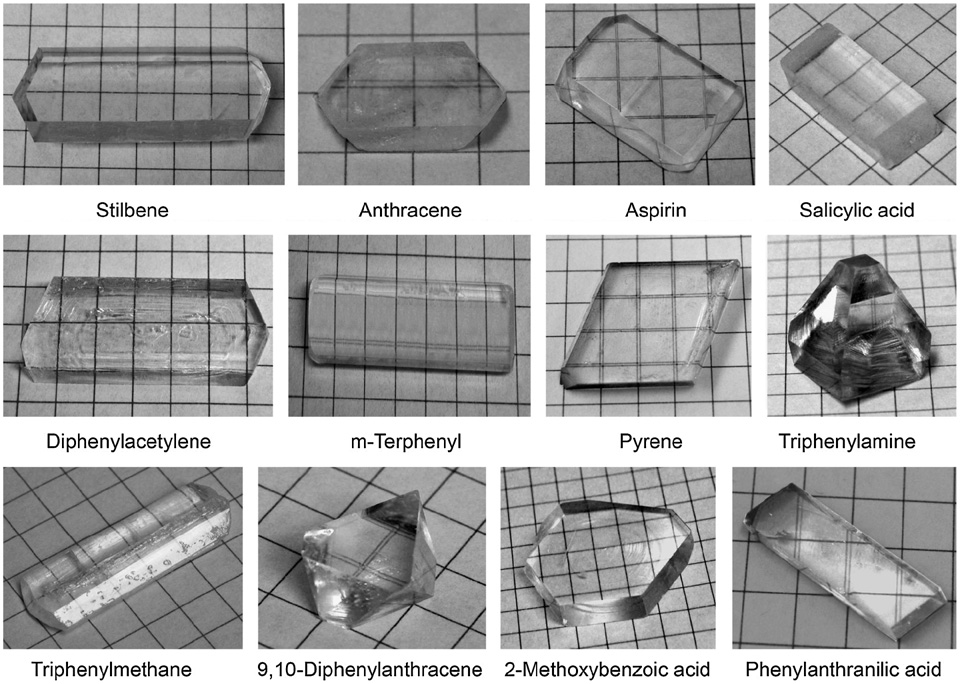 Stilbene
Anthracene
Aspirin
Salicylic acid
Diphenylacetylene
m-Terphenyl
Pyrene
Triphenylamine
Triphenylmethane
9,10-Diphenylanthracene
2-Methoxybenzoic acid
Phenylanthranilic acid